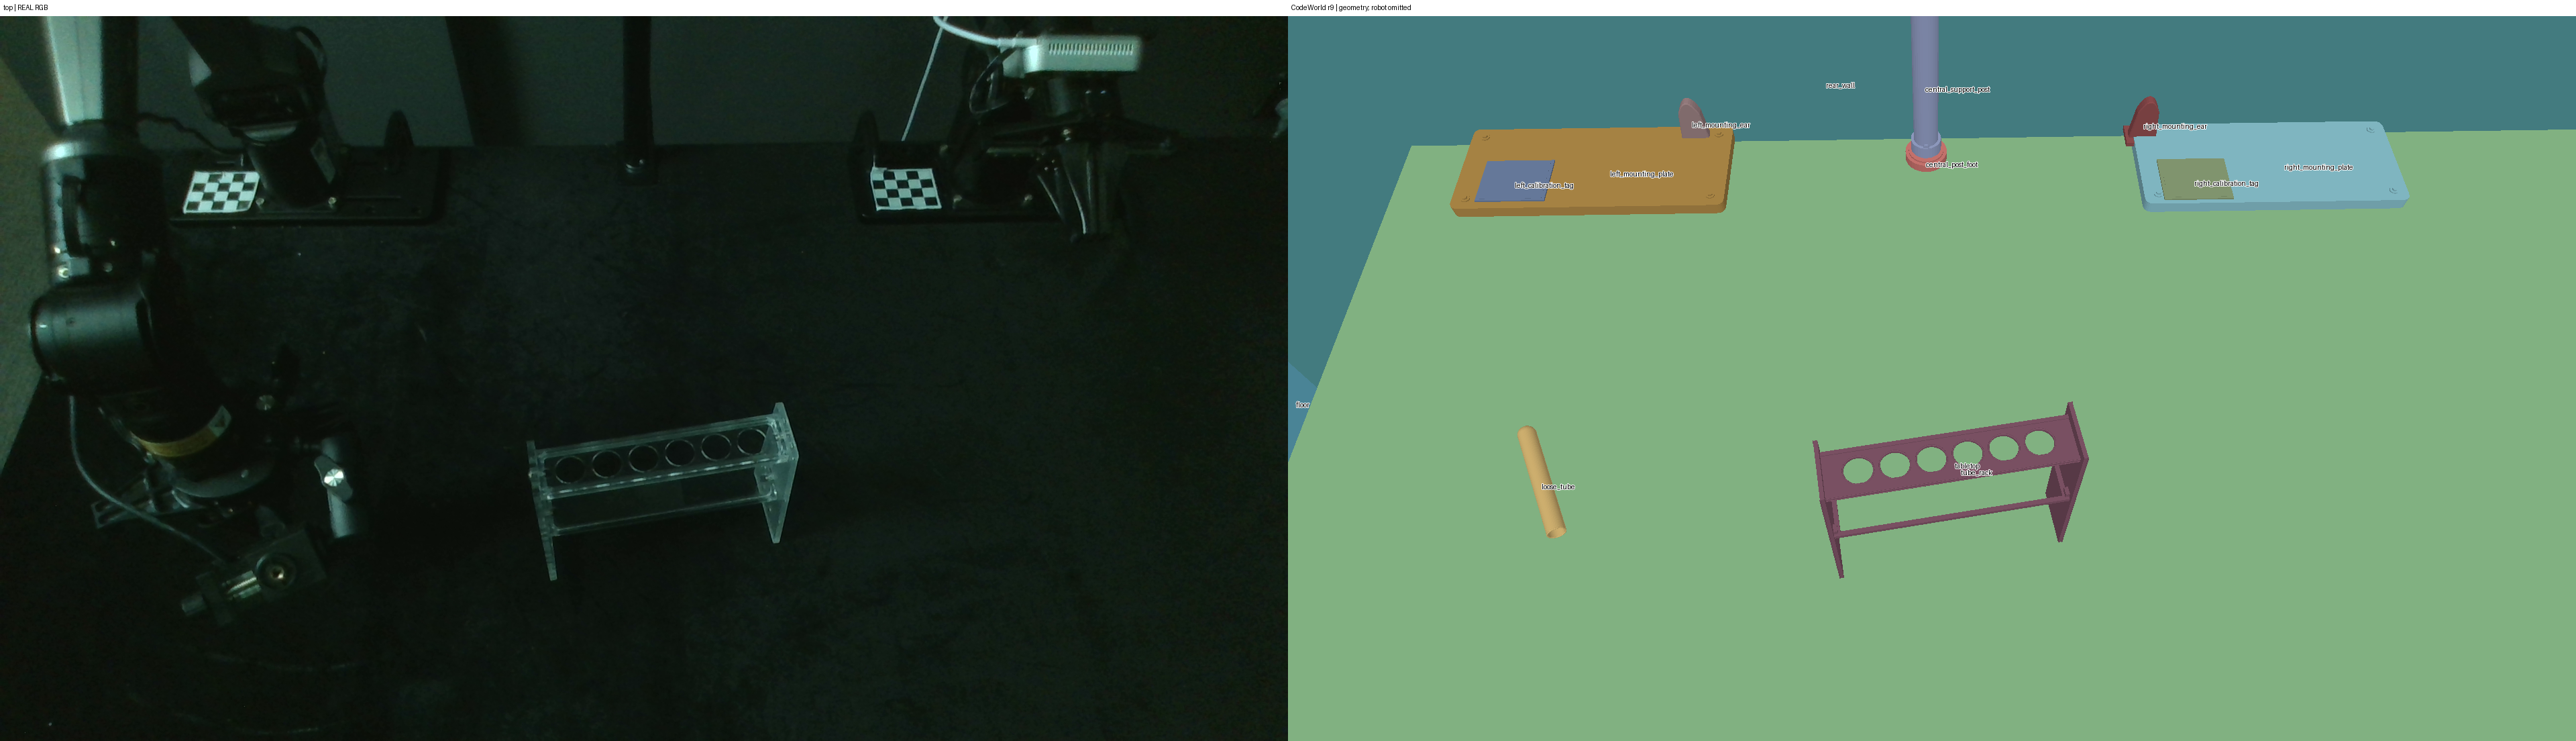 top | REAL RGB
CodeWorld r9 | geometry, robot omitted
rear_wall
central_support_post
left_mounting_ear
right_mounting_ear
central_post_foot
left_mounting_plate
right_mounting_plate
left_calibration_tag
right_calibration_tag
floor
tabletop
tube_rack
loose_tube